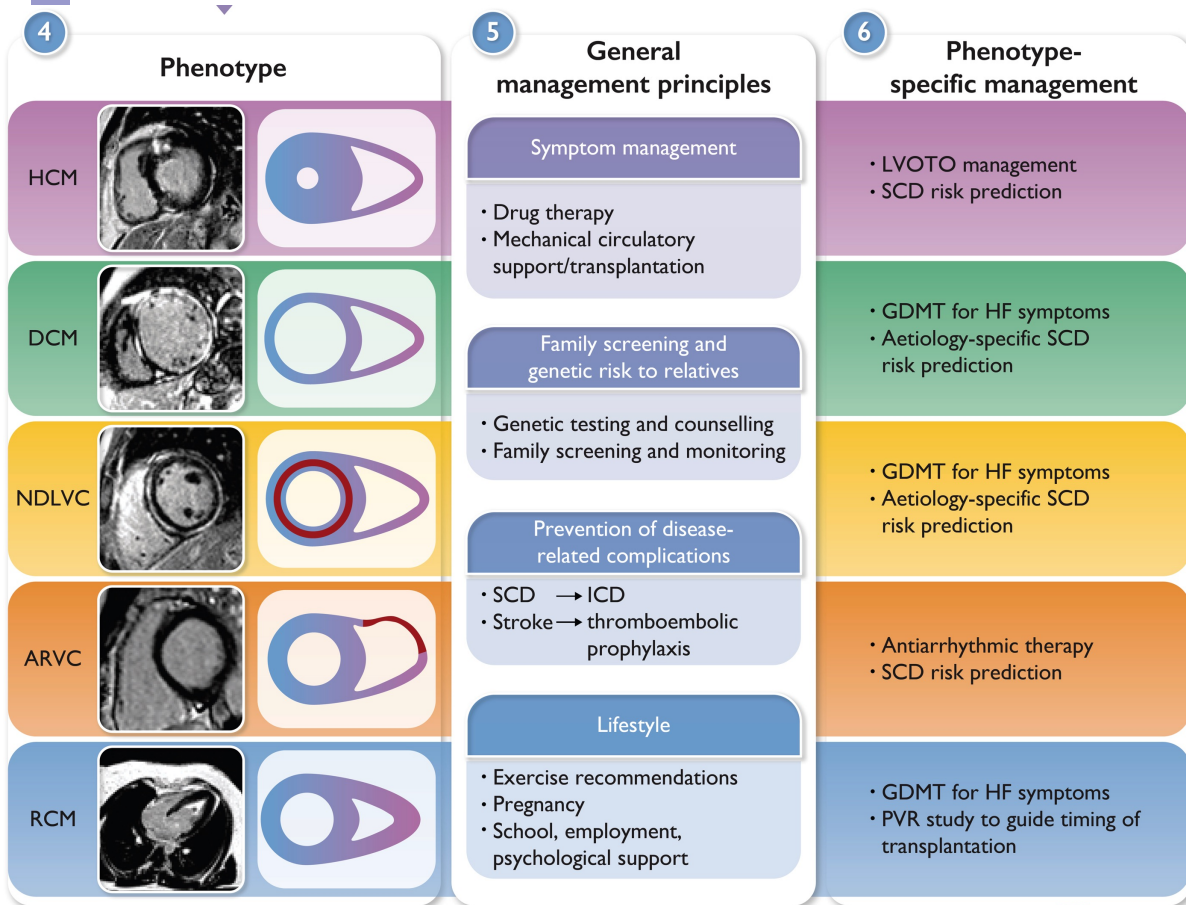 4
Phenotype
HCM
DCM
NDLVC
ARVC
RCM
5
General
management principles
Symptom management
• Drug therapy
• Mechanical circulatory
support/transplantation
Family screening and
genetic risk to relatives
• Genetic testing and counselling
• Family screening and monitoring
Prevention of disease-
related complications
• SCD → ICD
• Stroke → thromboembolic
prophylaxis
Lifestyle
• Exercise recommendations
• Pregnancy
• School, employment,
psychological support
6
Phenotype-
specific management
• LVOTO management
• SCD risk prediction
• GDMT for HF symptoms
• Aetiology-specific SCD
risk prediction
• GDMT for HF symptoms
• Aetiology-specific SCD
risk prediction
• Antiarrhythmic therapy
• SCD risk prediction
• GDMT for HF symptoms
• PVR study to guide timing of
transplantation